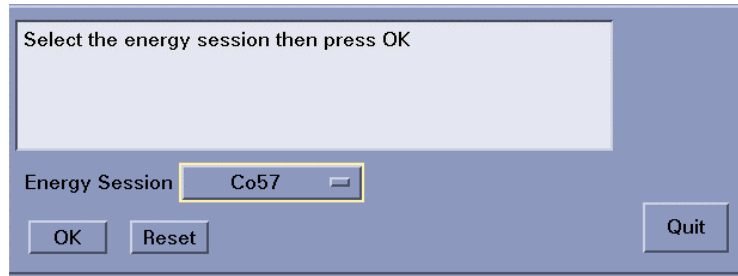 Select the energy session then press OK
Energy Session Co57
OK Reset
Quit